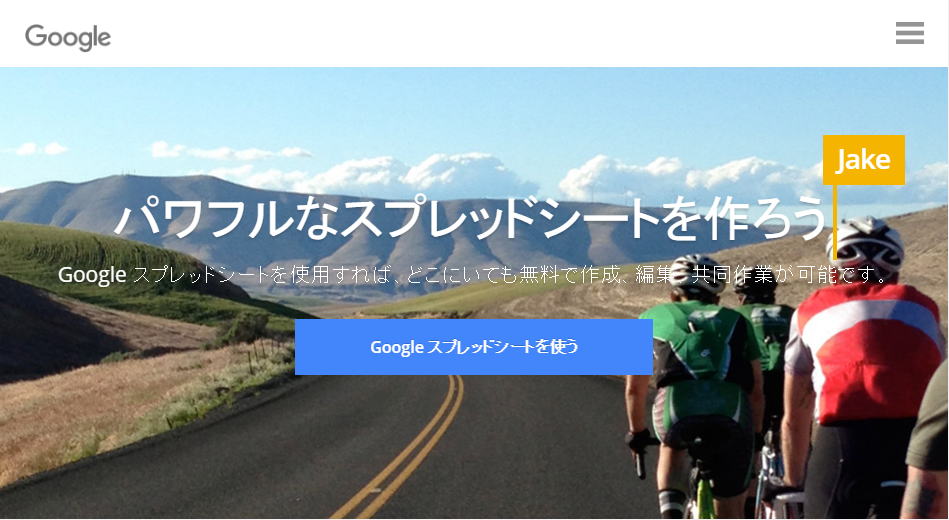 Google
Jake
パワフルなスプレッドシートを作ろう
Google スプレッドシートを使用すれば、どこにいても無料で作成、編集、共同作業が可能です。
Google スプレッドシートを使う